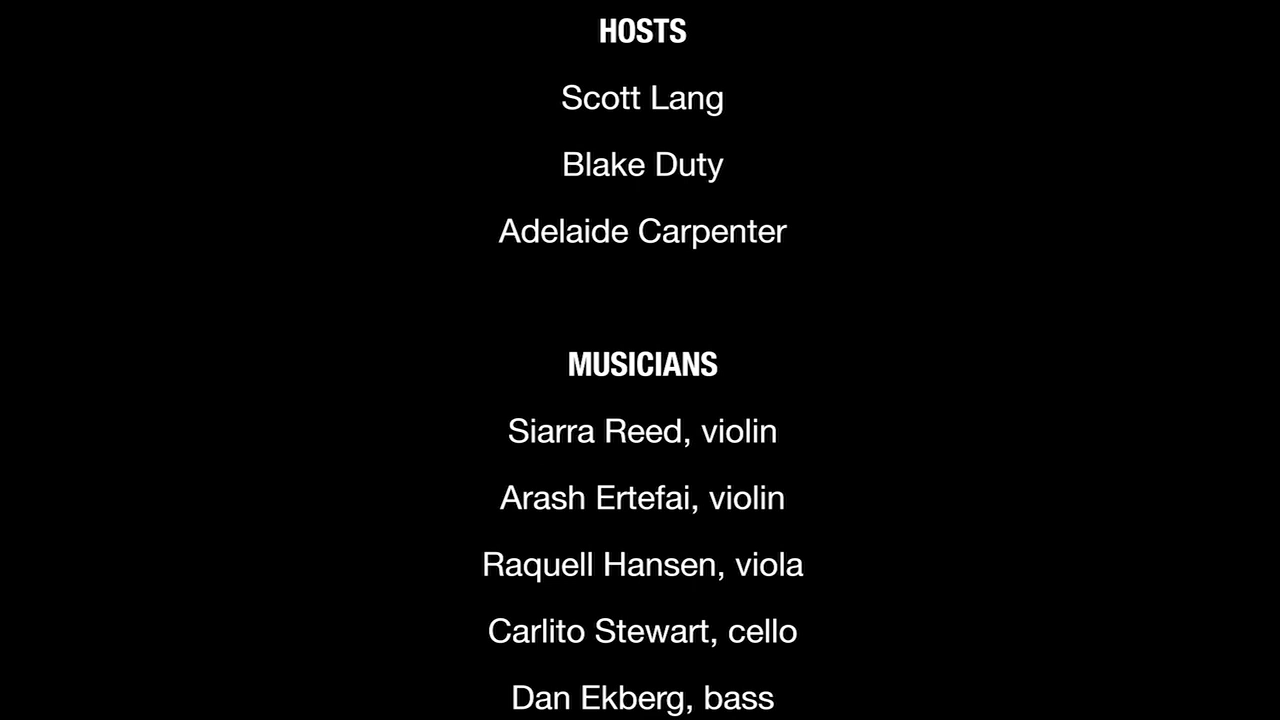 HOSTS
Scott Lang
Blake Duty
Adelaide Carpenter
MUSICIANS
Siarra Reed, violin
Arash Ertefai, violin
Raquell Hansen, viola
Carlito Stewart, cello
Dan Ekberg, bass